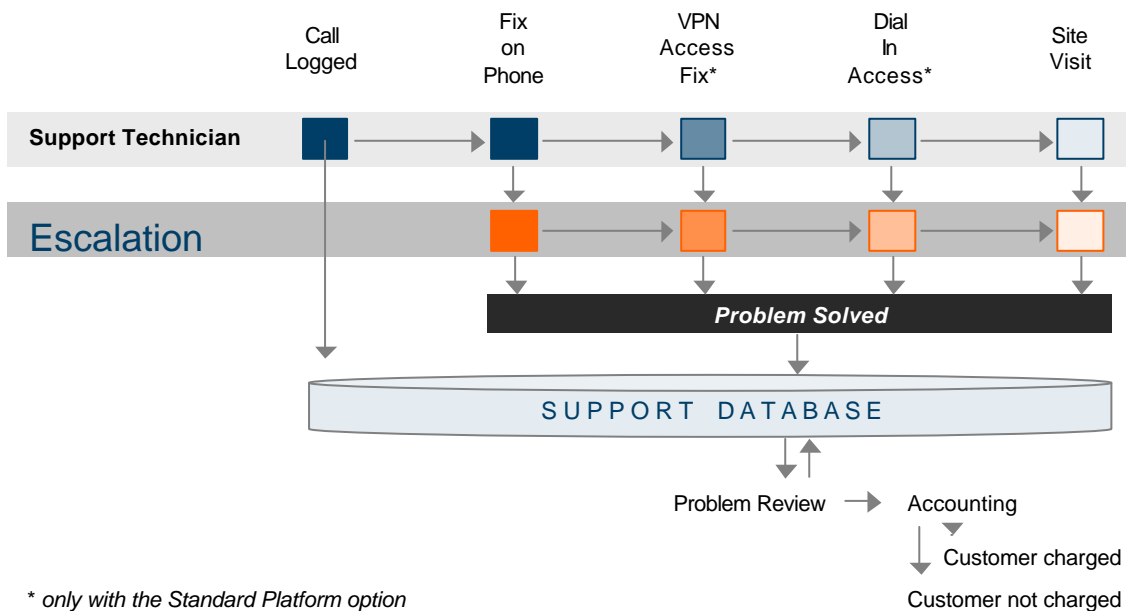 Call
Logged
Fix
on
Phone
VPN
Access
Fix*
Dial
In
Access*
Site
Visit
Support Technician
Escalation
Problem Solved
SUPPORT DATABASE
Problem Review
Accounting
Customer charged
* only with the Standard Platform option
Customer not charged